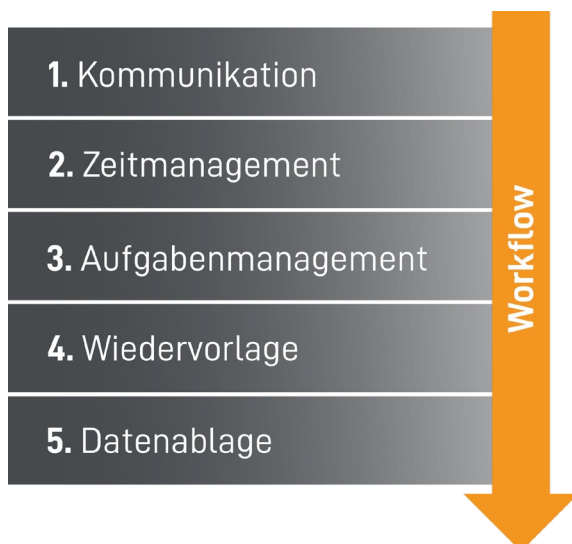 1. Kommunikation
2. Zeitmanagement
3. Aufgabenmanagement
4. Wiedervorlage
5. Datenablage
Workflow